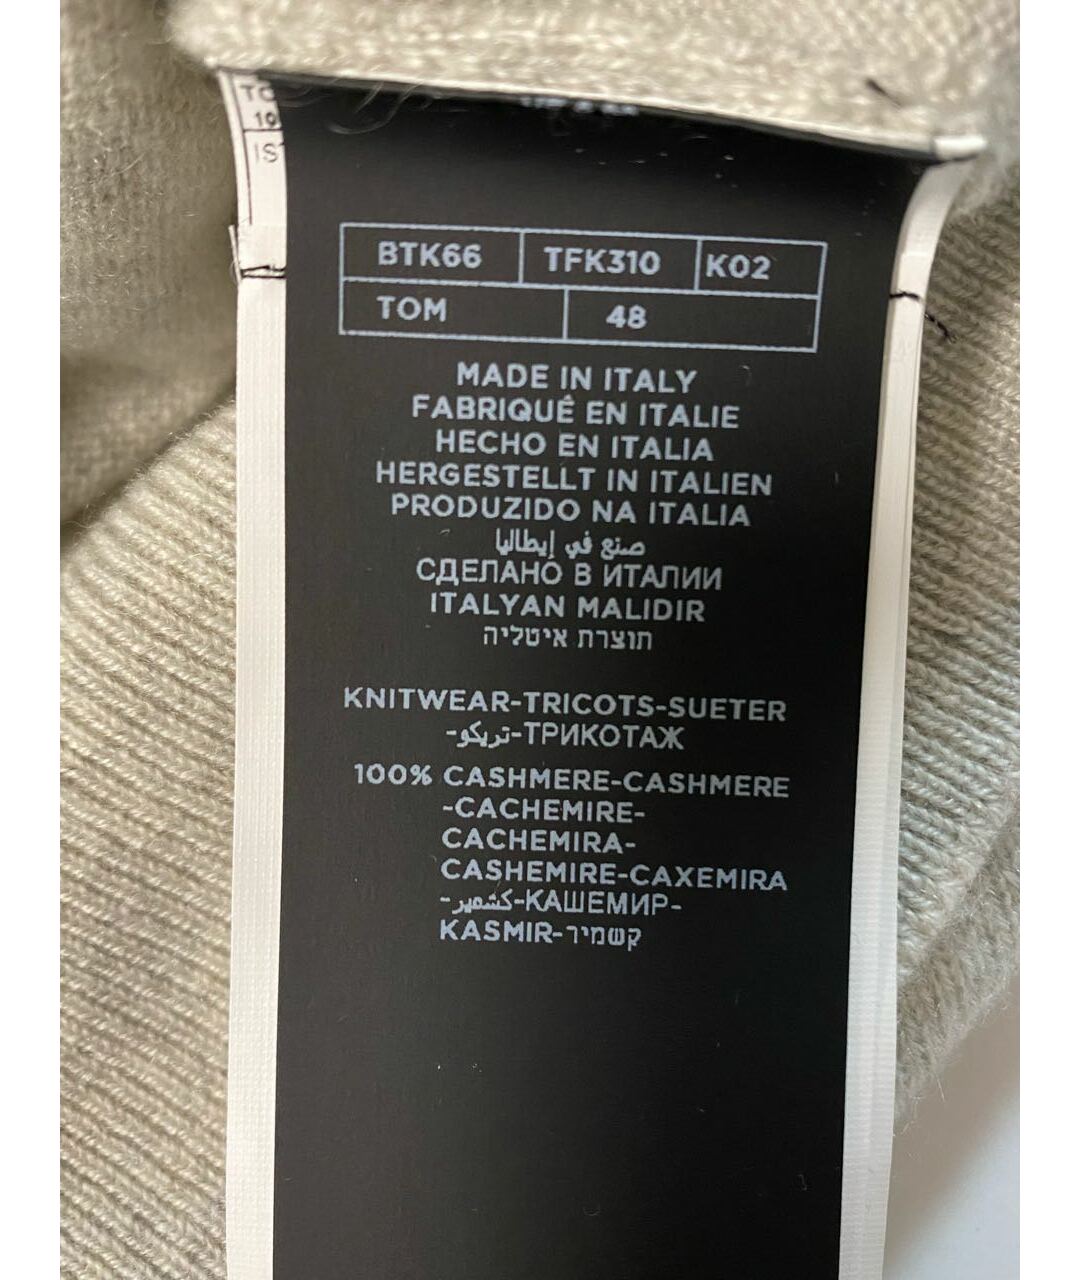 BTK66 TFK310 K02
TOM 48
MADE IN ITALY
FABRIQUÊ EN ITALIE
HECHO EN ITALIA
HERGESTELLT IN ITALIEN
PRODUZIDO NA ITALIA
صنع في إيطاليا
СДЕЛАНО В ИТАЛИИ
ITALYAN MALIDIR
תוצרת איטליה
KNITWEAR-TRICOTS-SUETER
-تريكو-ТРИКОТАЖ
100% CASHMERE-CASHMERE
-CACHEMIRE-
CACHEMIRA-
CASHEMIRE-CAXEMIRA
-كشمير-КАШЕМИР-
KASMIR-קשמיר